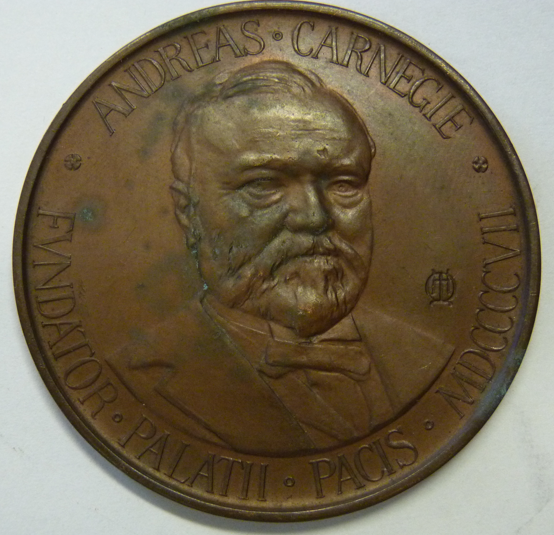 ANDREAS · CARNEGIE
FVNDATOR · PALATII · PACIS · MDCCCCVII